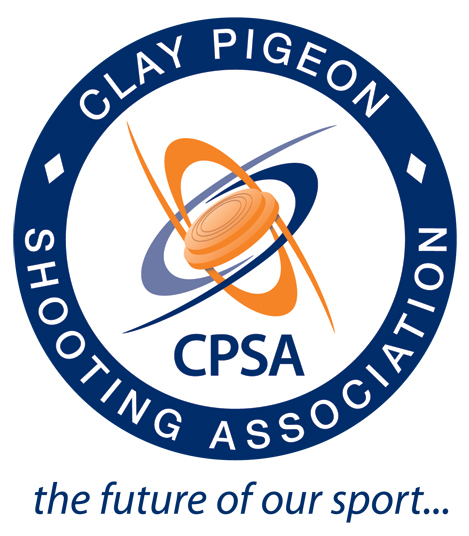 CLAY PIGEON
SHOOTING ASSOCIATION
CPSA
the future of our sport...